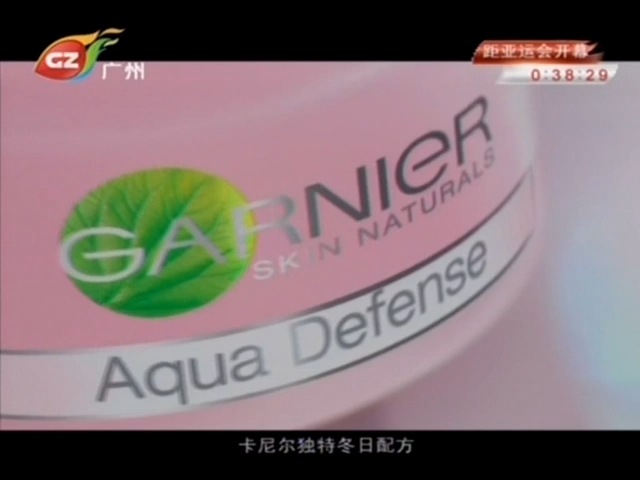 GZ
广州
距亚运会开幕
0:38:29
GARNIER
SKIN NATURALS
Aqua Defense
卡尼尔独特冬日配方